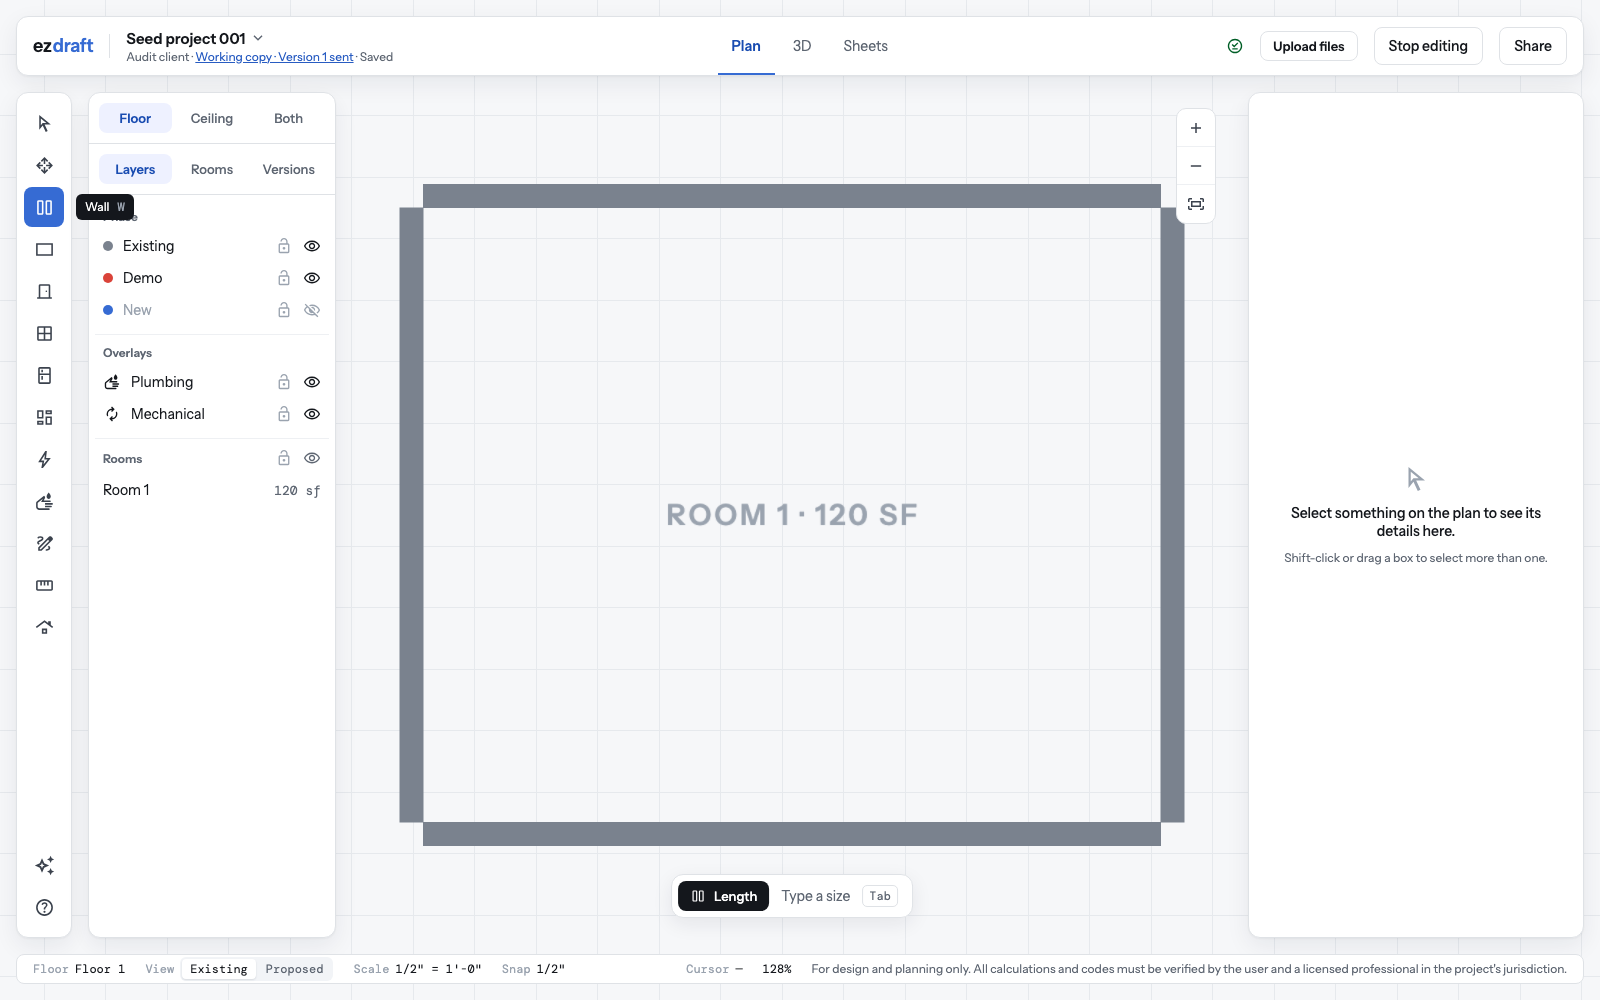 ezdraft
Seed project 001
Audit client · Working copy · Version 1 sent · Saved
Plan
3D
Sheets
Upload files
Stop editing
Share
Floor
Ceiling
Both
Layers
Rooms
Versions
Wall W
Existing
Demo
New
Overlays
Plumbing
Mechanical
Rooms
Room 1 120 sf
ROOM 1 · 120 SF
Select something on the plan to see its
details here.
Shift-click or drag a box to select more than one.
Length Type a size Tab
Floor Floor 1 View Existing Proposed Scale 1/2" = 1'-0" Snap 1/2" Cursor — 128% For design and planning only. All calculations and codes must be verified by the user and a licensed professional in the project's jurisdiction.